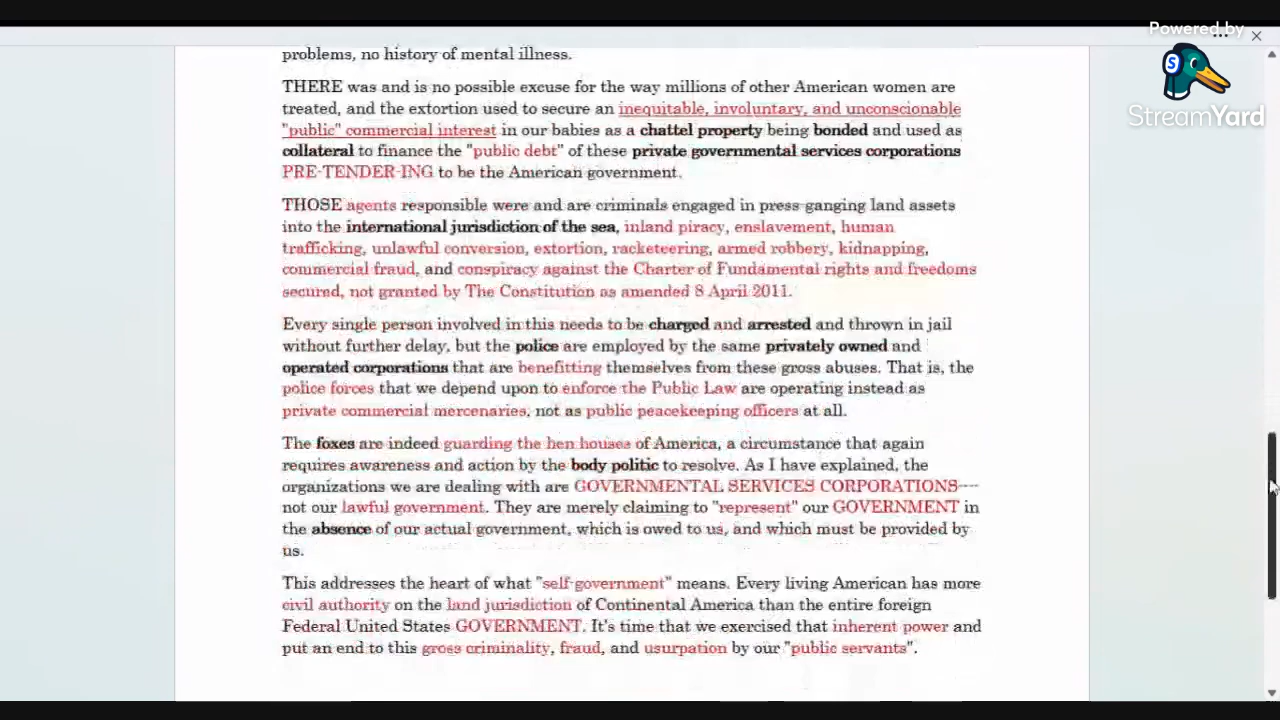 Powered by
StreamYard
problems, no history of mental illness.
THERE was and is no possible excuse for the way millions of other American women are
treated, and the extortion used to secure an inequitable, involuntary, and unconscionable
"public" commercial interest in our babies as a chattel property being bonded and used as
collateral to finance the "public debt" of these private governmental services corporations
PRE-TENDER-ING to be the American government.
THOSE agents responsible were and are criminals engaged in press-ganging land assets
into the international jurisdiction of the sea, inland piracy, enslavement, human
trafficking, unlawful conversion, extortion, racketeering, armed robbery, kidnapping,
commercial fraud, and conspiracy against the Charter of Fundamental rights and freedoms
secured, not granted by The Constitution as amended 8 April 2011.
Every single person involved in this needs to be charged and arrested and thrown in jail
without further delay, but the police are employed by the same privately owned and
operated corporations that are benefitting themselves from these gross abuses. That is, the
police forces that we depend upon to enforce the Public Law are operating instead as
private commercial mercenaries, not as public peacekeeping officers at all.
The foxes are indeed guarding the hen houses of America, a circumstance that again
requires awareness and action by the body politic to resolve. As I have explained, the
organizations we are dealing with are GOVERNMENTAL SERVICES CORPORATIONS----
not our lawful government. They are merely claiming to "represent" our GOVERNMENT in
the absence of our actual government, which is owed to us, and which must be provided by
us.
This addresses the heart of what "self-government" means. Every living American has more
civil authority on the land jurisdiction of Continental America than the entire foreign
Federal United States GOVERNMENT. It's time that we exercised that inherent power and
put an end to this gross criminality, fraud, and usurpation by our "public servants".